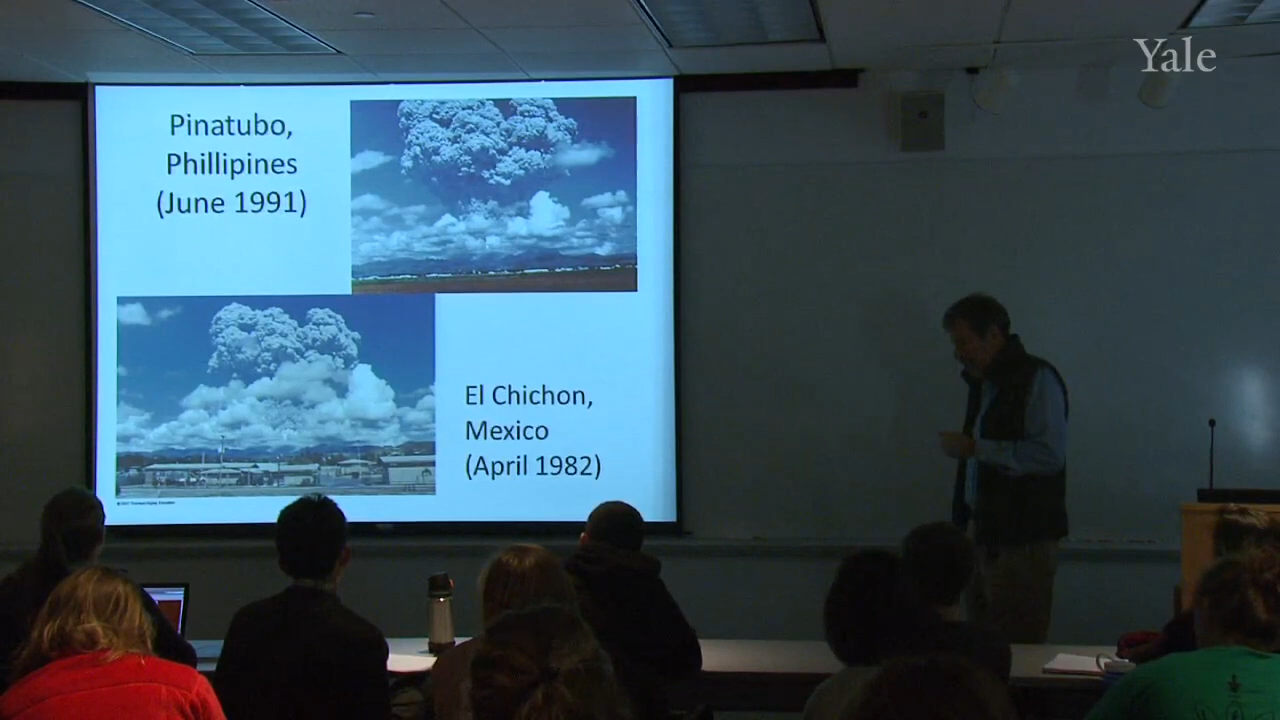 Yale
Pinatubo,
Phillipines
(June 1991)
El Chichon,
Mexico
(April 1982)